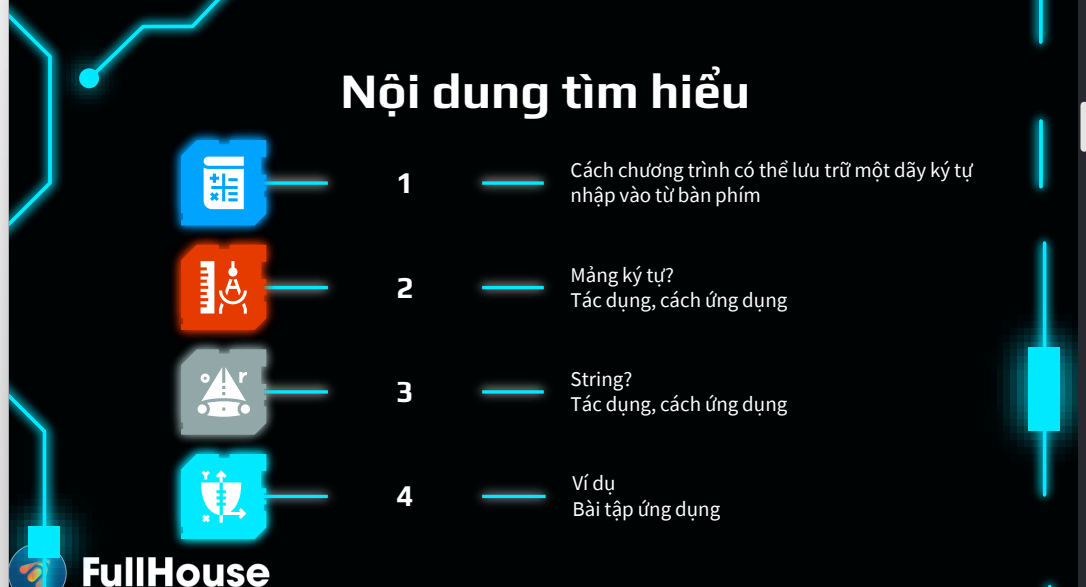 Nội dung tìm hiểu
1
Cách chương trình có thể lưu trữ một dãy ký tự
nhập vào từ bàn phím
2
Mảng ký tự?
Tác dụng, cách ứng dụng
o r
3
String?
Tác dụng, cách ứng dụng
Y
x
4
Ví dụ
Bài tập ứng dụng
FullHouse